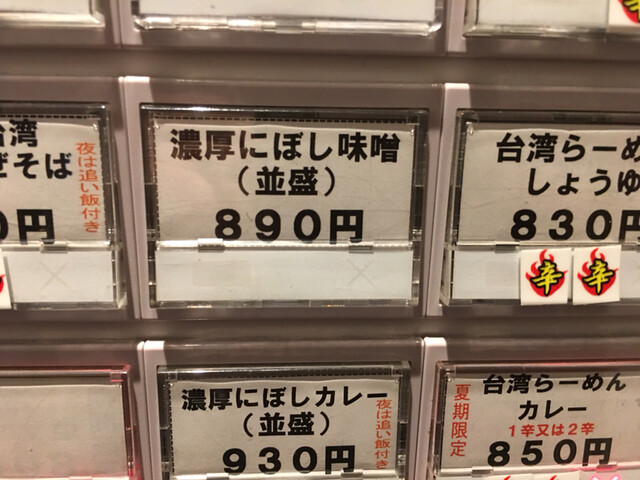 台湾
ぜそば
夜は追い飯付き
0円
濃厚にぼし味噌
（並盛）
890円
台湾らーめ
しょうゆ
830円
辛
辛
濃厚にぼしカレー
（並盛）
夜は追い飯付き
930円
夏期限定
台湾らーめん
カレー
1辛又は2辛
850円